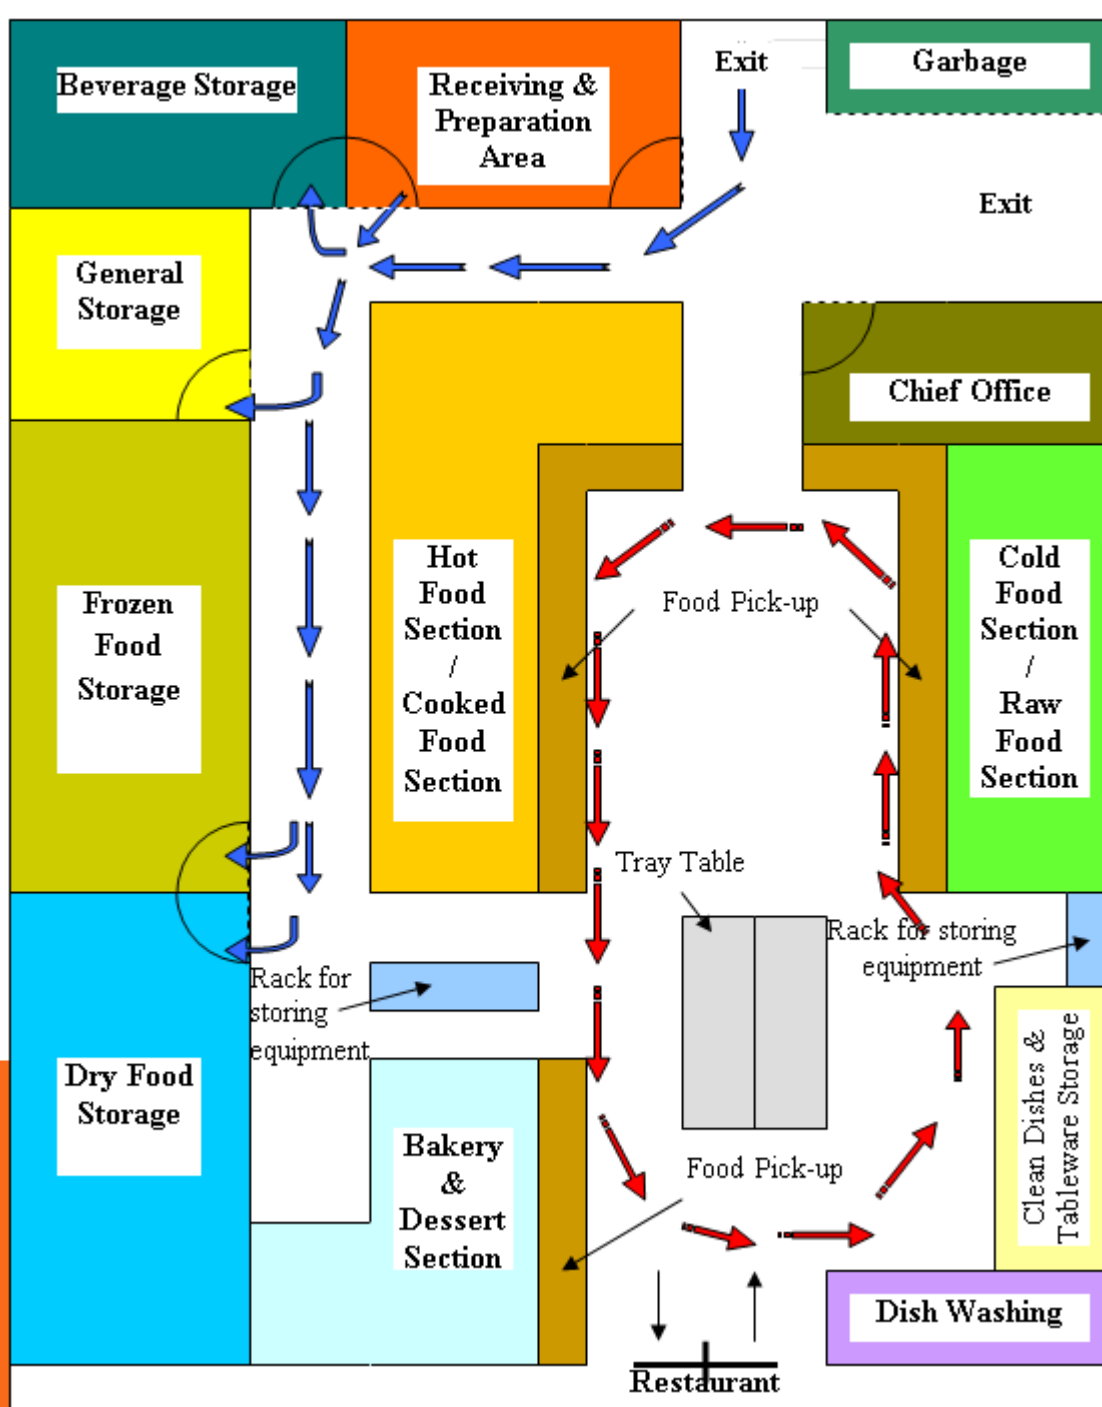 Beverage Storage
Receiving &
Preparation
Area
Exit
Garbage
Exit
General
Storage
Chief Office
Frozen
Food
Storage
Hot
Food
Section
/
Cooked
Food
Section
Food Pick-up
Cold
Food
Section
/
Raw
Food
Section
Tray Table
Rack for storing
equipment
Rack for
storing
equipment
Dry Food
Storage
Bakery
&
Dessert
Section
Food Pick-up
Clean Dishes &
Tableware Storage
Dish Washing
Restaurant